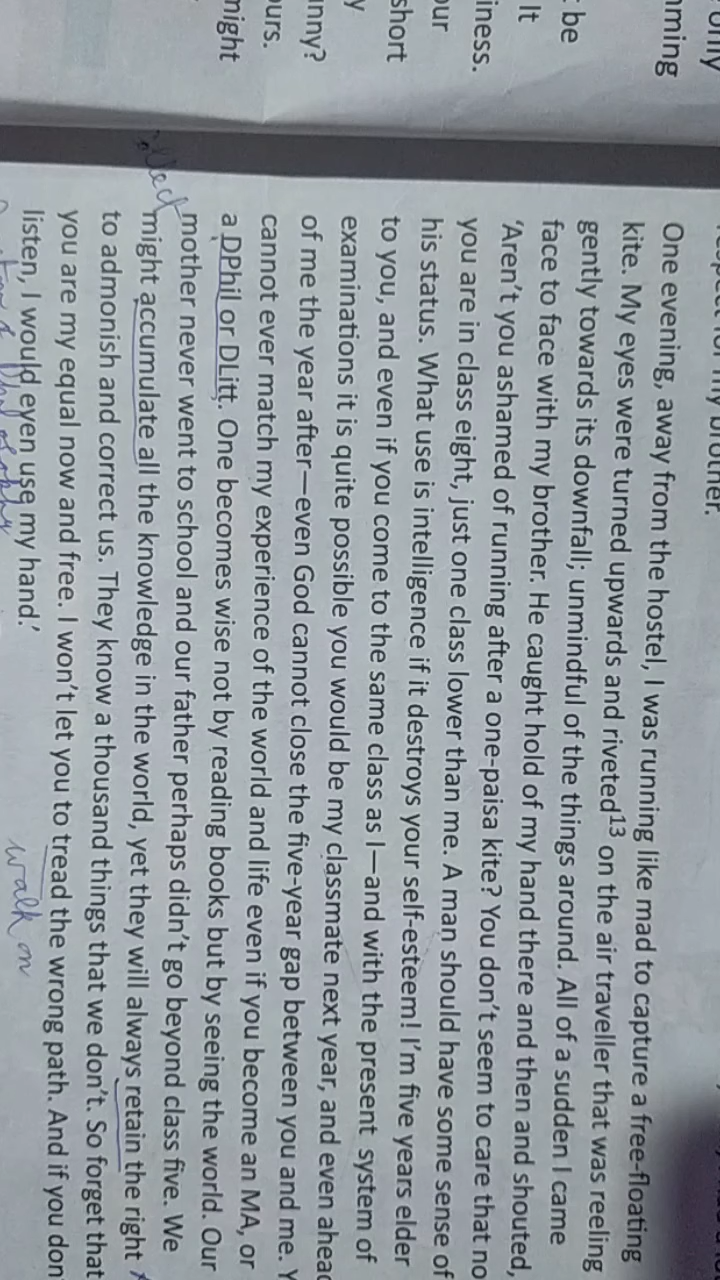 only
mming
be
It
iness.
our
short
y
nny?
urs.
might
my brother.
One evening, away from the hostel, I was running like mad to capture a free-floating
kite. My eyes were turned upwards and riveted13 on the air traveller that was reeling
gently towards its downfall; unmindful of the things around. All of a sudden I came
face to face with my brother. He caught hold of my hand there and then and shouted,
‘Aren’t you ashamed of running after a one-paisa kite? You don’t seem to care that no
you are in class eight, just one class lower than me. A man should have some sense of
his status. What use is intelligence if it destroys your self-esteem! I’m five years elder
to you, and even if you come to the same class as I—and with the present system of
examinations it is quite possible you would be my classmate next year, and even ahead
of me the year after—even God cannot close the five-year gap between you and me. Y
cannot ever match my experience of the world and life even if you become an MA, or
a DPhil or DLitt. One becomes wise not by reading books but by seeing the world. Our
mother never went to school and our father perhaps didn’t go beyond class five. We
might accumulate all the knowledge in the world, yet they will always retain the right
to admonish and correct us. They know a thousand things that we don’t. So forget that
you are my equal now and free. I won’t let you to tread the wrong path. And if you don
listen, I would even use my hand.’
walk on